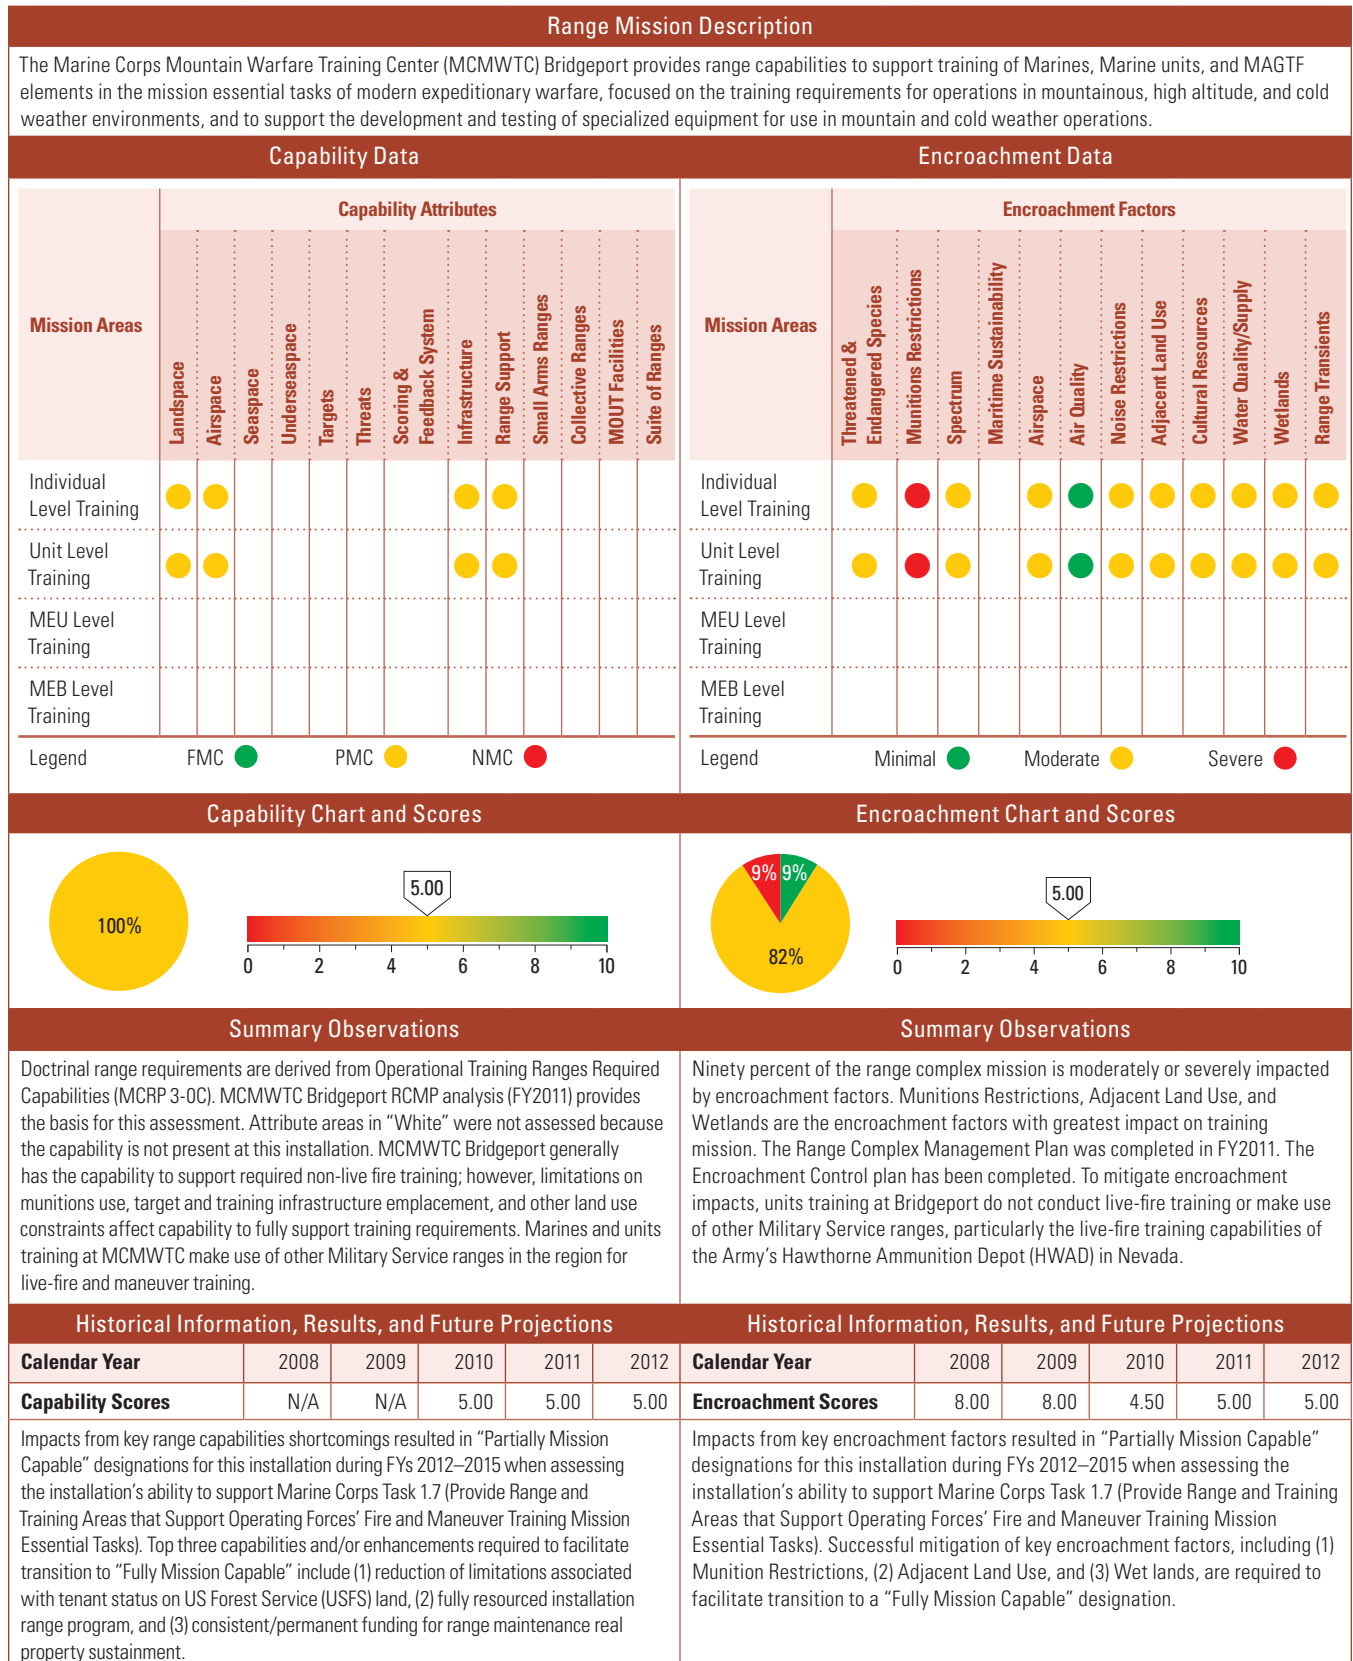 Range Mission Description
The Marine Corps Mountain Warfare Training Center (MCMWTC) Bridgeport provides range capabilities to support training of Marines, Marine units, and MAGTF
elements in the mission essential tasks of modern expeditionary warfare, focused on the training requirements for operations in mountainous, high altitude, and cold
weather environments, and to support the development and testing of specialized equipment for use in mountain and cold weather operations.
Capability Data
Mission Areas
Capability Attributes
Landspace
Airspace
Seaspace
Underseaspace
Targets
Threats
Scoring &
Feedback System
Infrastructure
Range Support
Small Arms Ranges
Collective Ranges
MOUT Facilities
Suite of Ranges
Individual
Level Training
Unit Level
Training
MEU Level
Training
MEB Level
Training
Legend FMC PMC NMC
Encroachment Data
Mission Areas
Encroachment Factors
Threatened &
Endangered Species
Munitions Restrictions
Spectrum
Maritime Sustainability
Airspace
Air Quality
Noise Restrictions
Adjacent Land Use
Cultural Resources
Water Quality/Supply
Wetlands
Range Transients
Individual
Level Training
Unit Level
Training
MEU Level
Training
MEB Level
Training
Legend Minimal Moderate Severe
Capability Chart and Scores
100%
5.00
0 2 4 6 8 10
Encroachment Chart and Scores
9% 9%
82%
5.00
0 2 4 6 8 10
Summary Observations
Doctrinal range requirements are derived from Operational Training Ranges Required
Capabilities (MCRP 3-0C). MCMWTC Bridgeport RCMP analysis (FY2011) provides
the basis for this assessment. Attribute areas in “White” were not assessed because
the capability is not present at this installation. MCMWTC Bridgeport generally
has the capability to support required non-live fire training; however, limitations on
munitions use, target and training infrastructure emplacement, and other land use
constraints affect capability to fully support training requirements. Marines and units
training at MCMWTC make use of other Military Service ranges in the region for
live-fire and maneuver training.
Summary Observations
Ninety percent of the range complex mission is moderately or severely impacted
by encroachment factors. Munitions Restrictions, Adjacent Land Use, and
Wetlands are the encroachment factors with greatest impact on training
mission. The Range Complex Management Plan was completed in FY2011. The
Encroachment Control plan has been completed. To mitigate encroachment
impacts, units training at Bridgeport do not conduct live-fire training or make use
of other Military Service ranges, particularly the live-fire training capabilities of
the Army’s Hawthorne Ammunition Depot (HWAD) in Nevada.
Historical Information, Results, and Future Projections
Calendar Year 2008 2009 2010 2011 2012
Capability Scores N/A N/A 5.00 5.00 5.00
Impacts from key range capabilities shortcomings resulted in “Partially Mission
Capable” designations for this installation during FYs 2012–2015 when assessing
the installation’s ability to support Marine Corps Task 1.7 (Provide Range and
Training Areas that Support Operating Forces’ Fire and Maneuver Training Mission
Essential Tasks). Top three capabilities and/or enhancements required to facilitate
transition to “Fully Mission Capable” include (1) reduction of limitations associated
with tenant status on US Forest Service (USFS) land, (2) fully resourced installation
range program, and (3) consistent/permanent funding for range maintenance real
property sustainment.
Historical Information, Results, and Future Projections
Calendar Year 2008 2009 2010 2011 2012
Encroachment Scores 8.00 8.00 4.50 5.00 5.00
Impacts from key encroachment factors resulted in “Partially Mission Capable”
designations for this installation during FYs 2012–2015 when assessing the
installation’s ability to support Marine Corps Task 1.7 (Provide Range and Training
Areas that Support Operating Forces’ Fire and Maneuver Training Mission
Essential Tasks). Successful mitigation of key encroachment factors, including (1)
Munition Restrictions, (2) Adjacent Land Use, and (3) Wet lands, are required to
facilitate transition to a “Fully Mission Capable” designation.